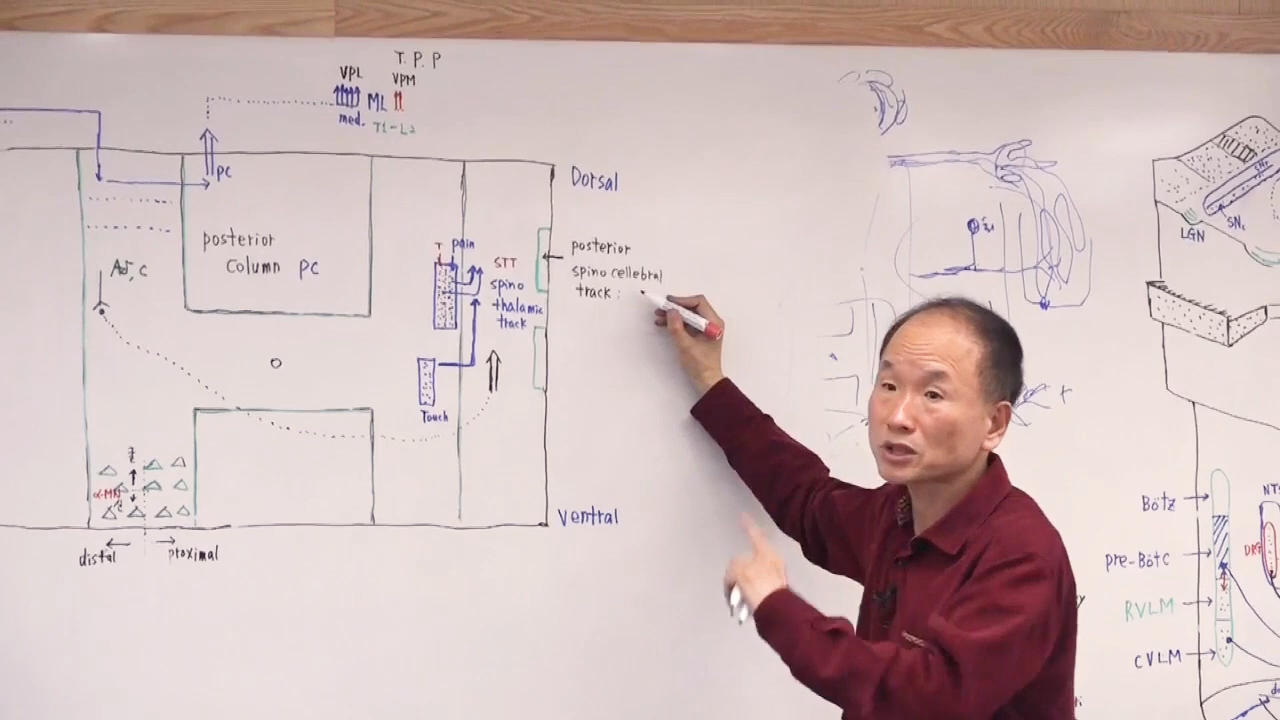 T. P. P
VPL
VPM
ML
med.
T1-L2
PC
Dorsal
Aδ, C
posterior
column PC
T
pain
STT
spino
thalamic
track
posterior
spino cellebral
track :
Touch
α-MN
Ventral
distal
proximal
LGN
SNc
Bötz
pre-BötC
RVLM
CVLM